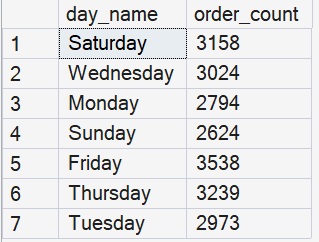 day_name order_count
1 Saturday 3158
2 Wednesday 3024
3 Monday 2794
4 Sunday 2624
5 Friday 3538
6 Thursday 3239
7 Tuesday 2973